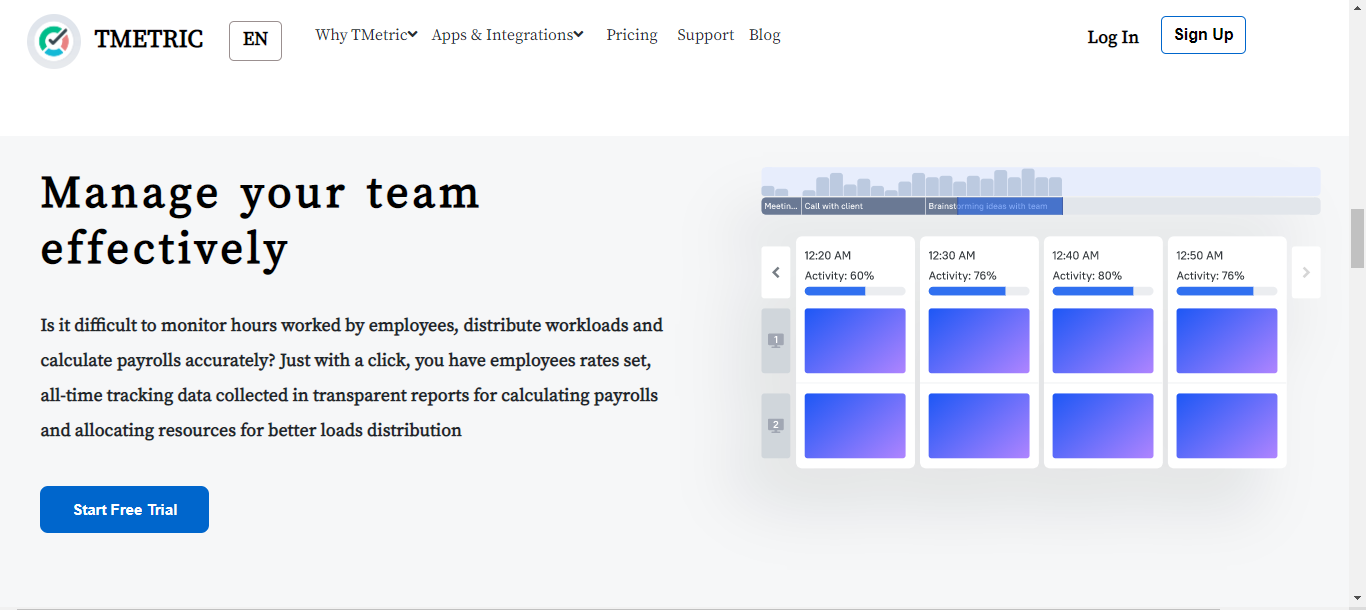 TMETRIC
EN
Why TMetric
Apps & Integrations
Pricing
Support
Blog
Log In
Sign Up
Manage your team
effectively
Is it difficult to monitor hours worked by employees, distribute workloads and
calculate payrolls accurately? Just with a click, you have employees rates set,
all-time tracking data collected in transparent reports for calculating payrolls
and allocating resources for better loads distribution
Start Free Trial
Meetin...
Call with client
Brainstorming ideas with team
12:20 AM
Activity: 60%
12:30 AM
Activity: 76%
12:40 AM
Activity: 80%
12:50 AM
Activity: 76%
1
2